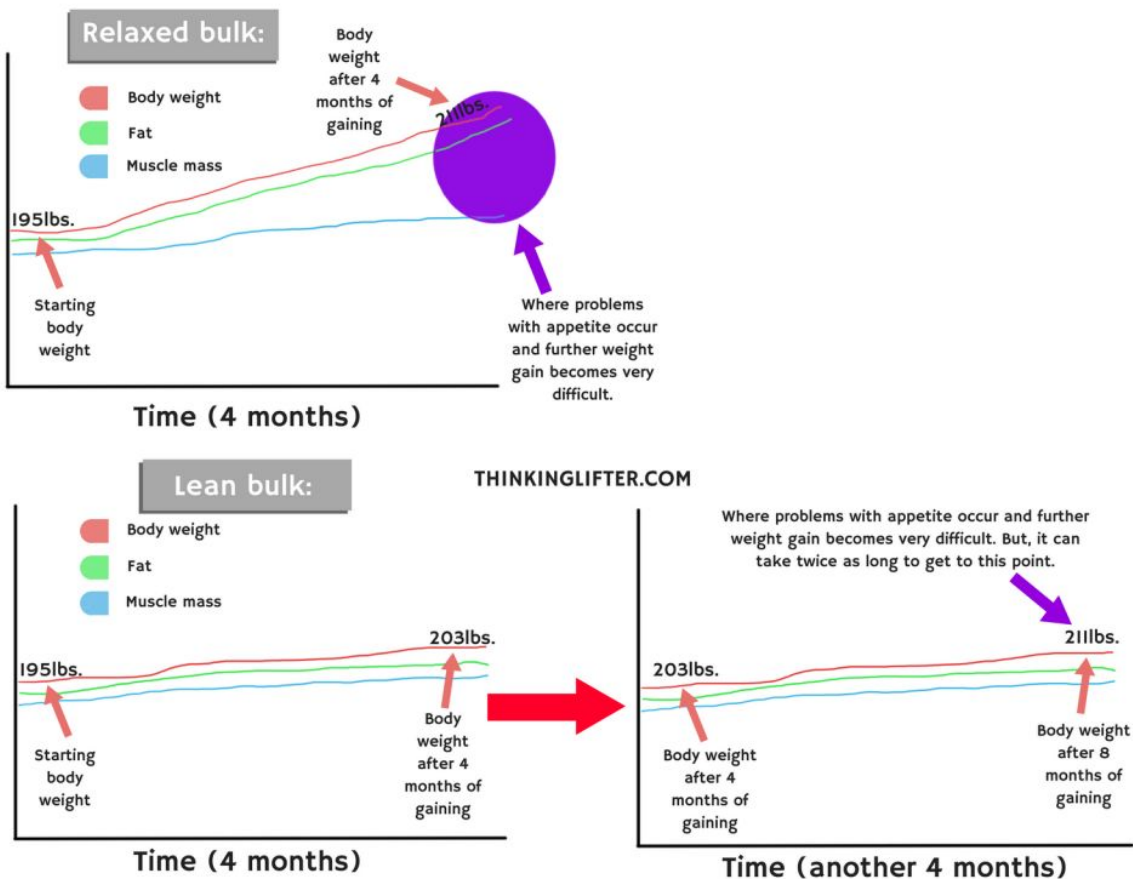 Relaxed bulk:
Body weight
Fat
Muscle mass
Body
weight
after 4
months of
gaining
211lbs.
195lbs.
Starting
body
weight
Where problems
with appetite occur
and further weight
gain becomes very
difficult.
Time (4 months)
Lean bulk:
THINKINGLIFTER.COM
Body weight
Fat
Muscle mass
195lbs.
203lbs.
Starting
body
weight
Body
weight
after 4
months of
gaining
Time (4 months)
Where problems with appetite occur and further
weight gain becomes very difficult. But, it can
take twice as long to get to this point.
203lbs.
211lbs.
Body weight
after 4
months of
gaining
Body weight
after 8
months of
gaining
Time (another 4 months)